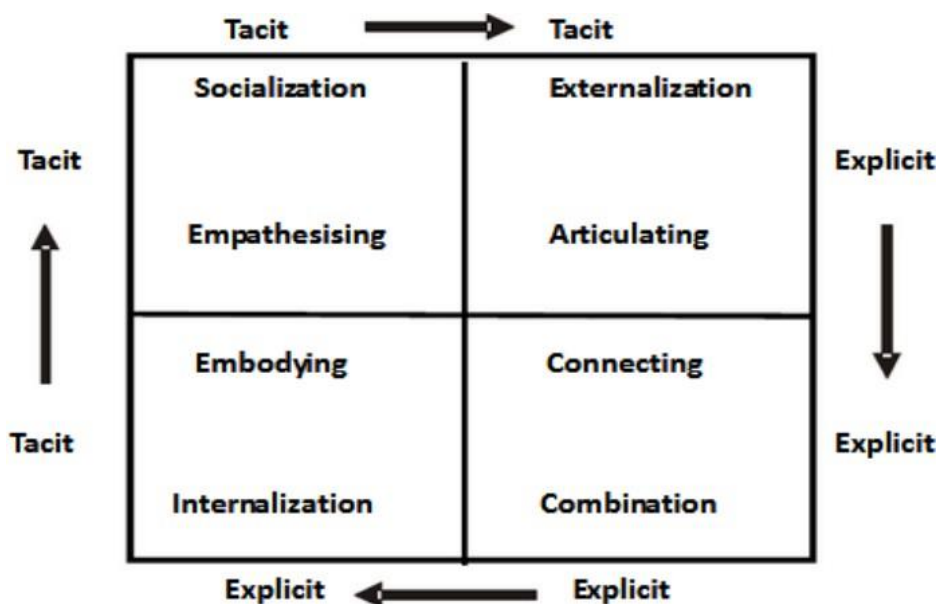 Tacit Tacit
Socialization Externalization
Tacit Explicit
Empathesising Articulating
Embodying Connecting
Tacit Explicit
Internalization Combination
Explicit Explicit